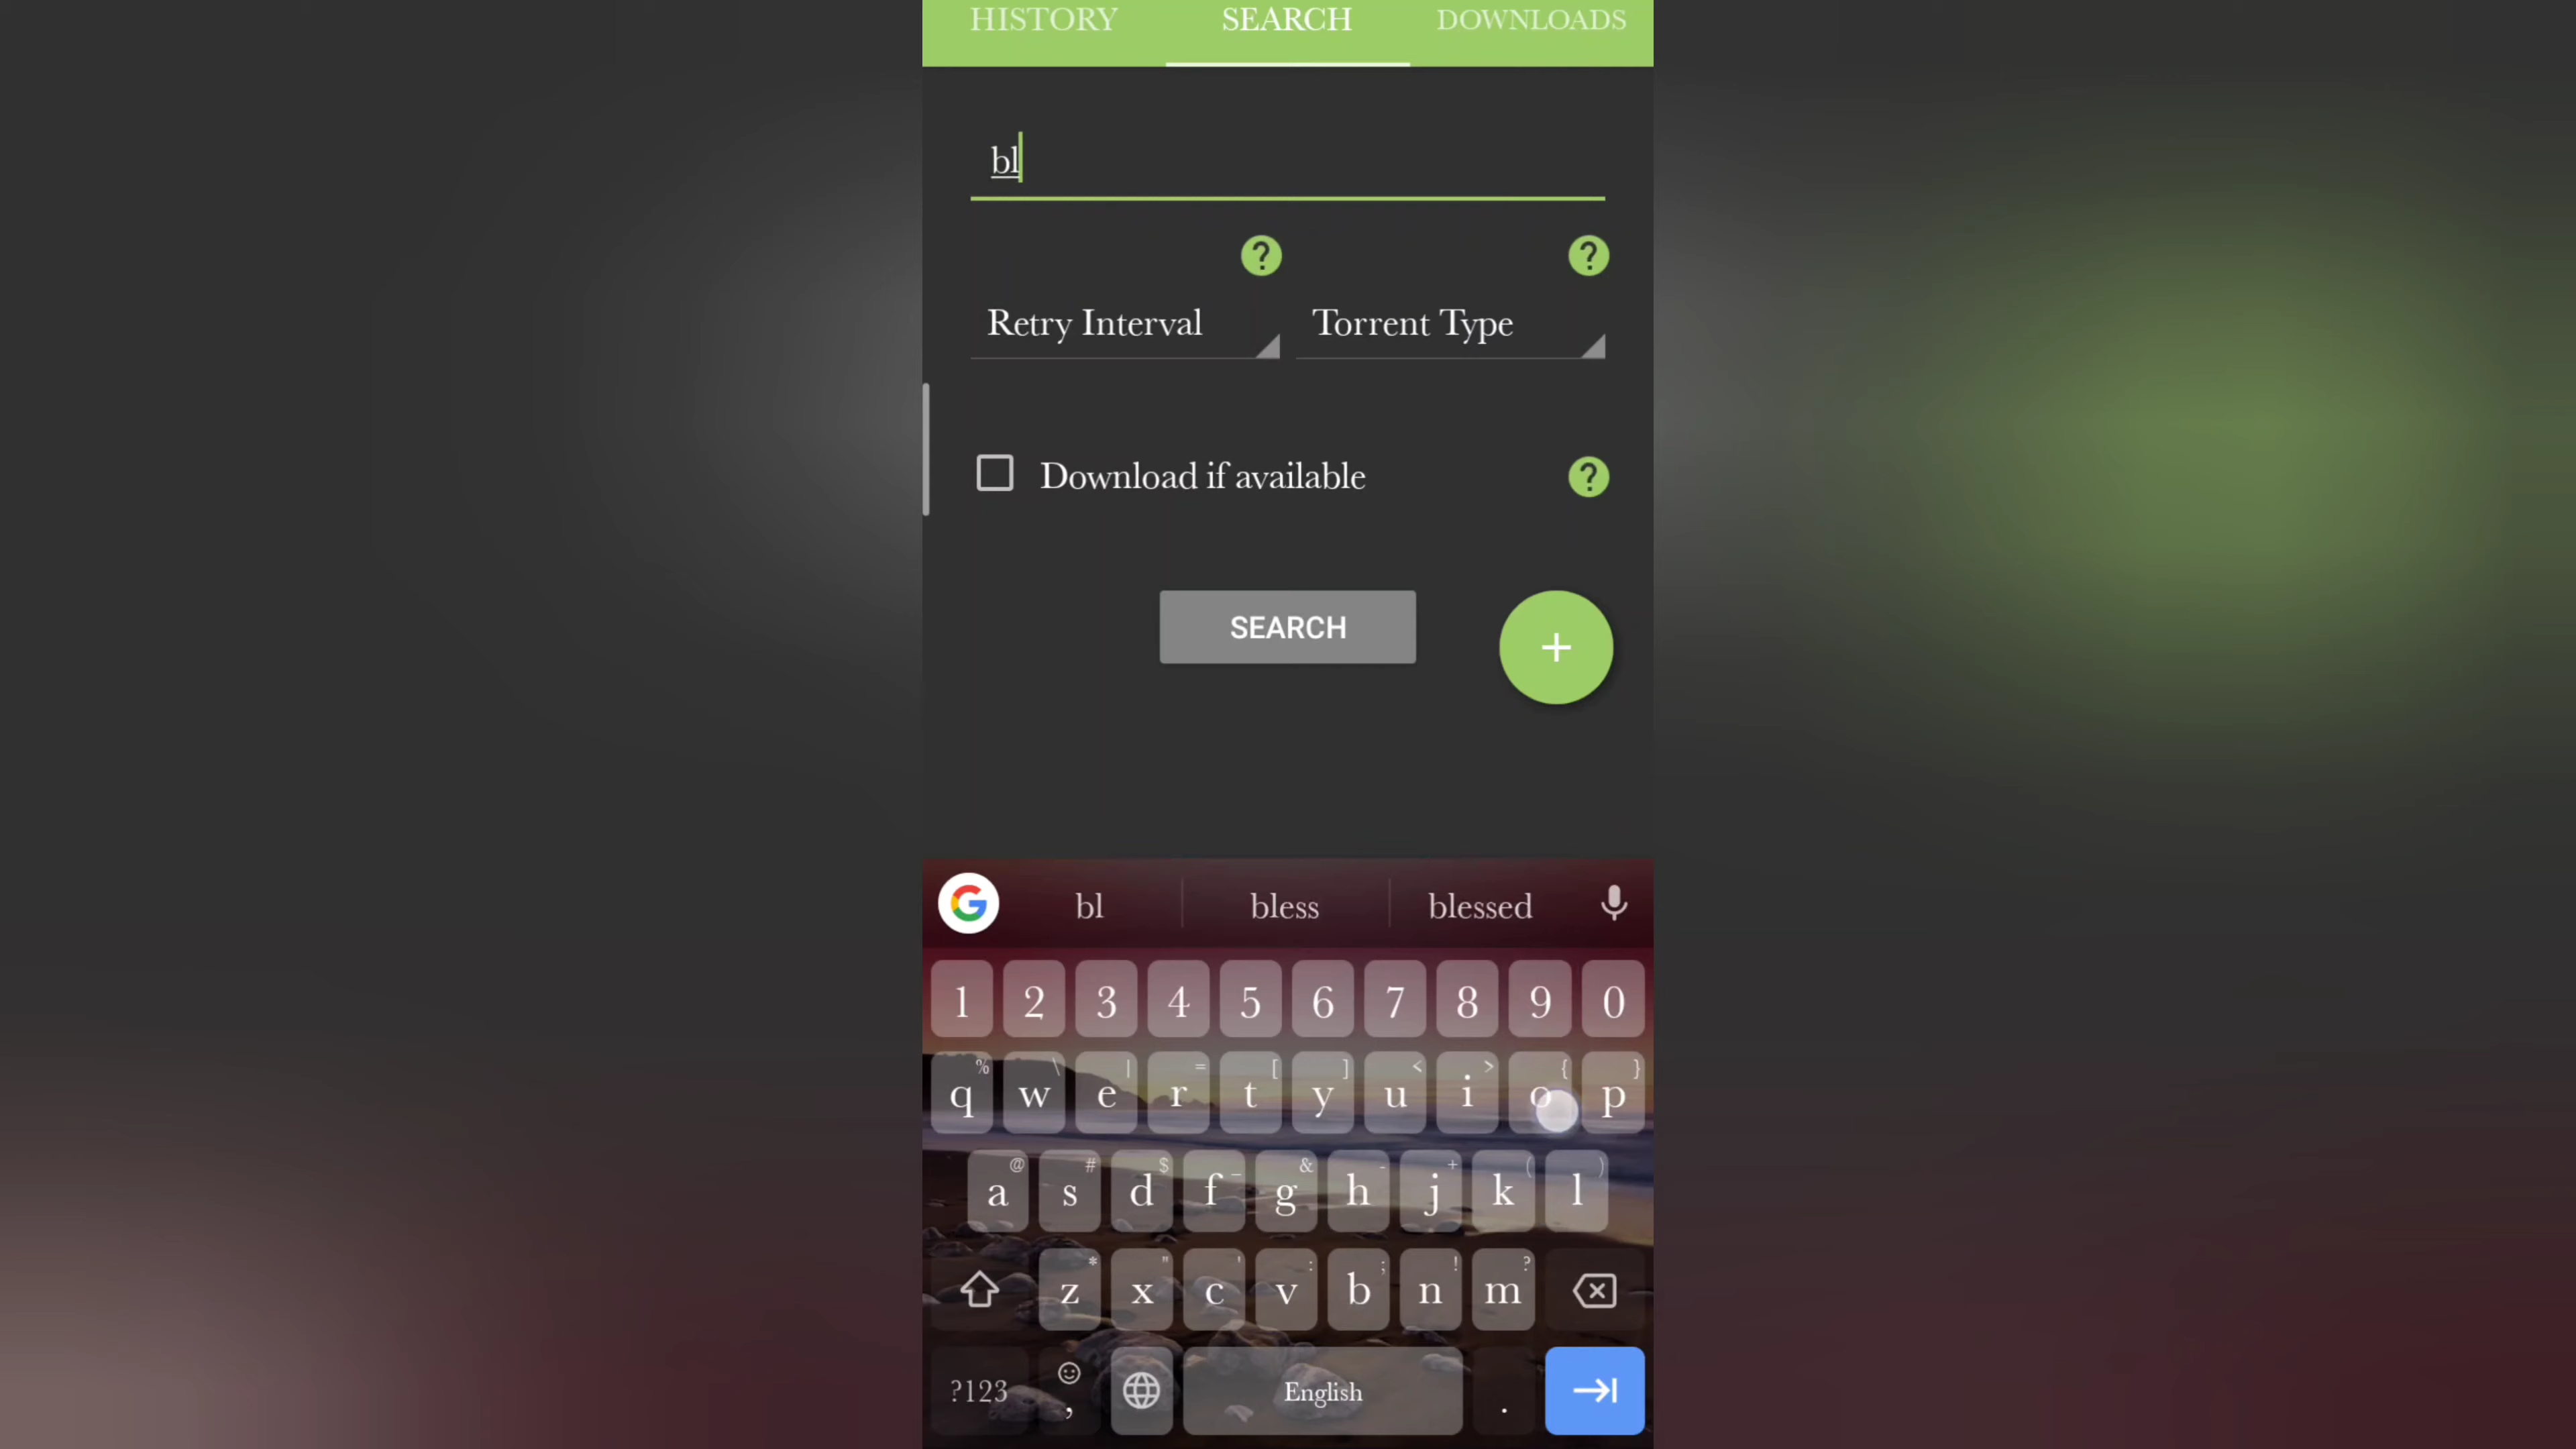 HISTORY SEARCH DOWNLOADS
bl
? ?
Retry Interval Torrent Type
Download if available ?
SEARCH +
G bl bless blessed
1 2 3 4 5 6 7 8 9 0
% \ | = [ ] < > { }
q w e r t y u i o p
@ # $ _ & - + ( )
a s d f g h j k l
* " ' : ; ! ?
z x c v b n m
?123 , English .